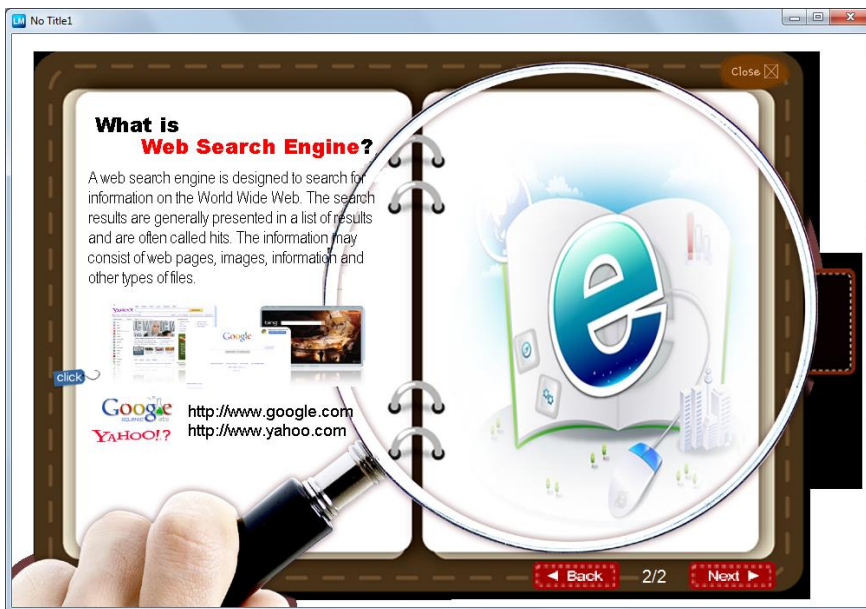 No Title1
Close
What is
Web Search Engine?
A web search engine is designed to search for
information on the World Wide Web. The search
results are generally presented in a list of results
and are often called hits. The information may
consist of web pages, images, information and
other types of files.
YAHOO!
bing
Google
click
Google
http://www.google.com
YAHOO!?
http://www.yahoo.com
e
Back
2/2
Next